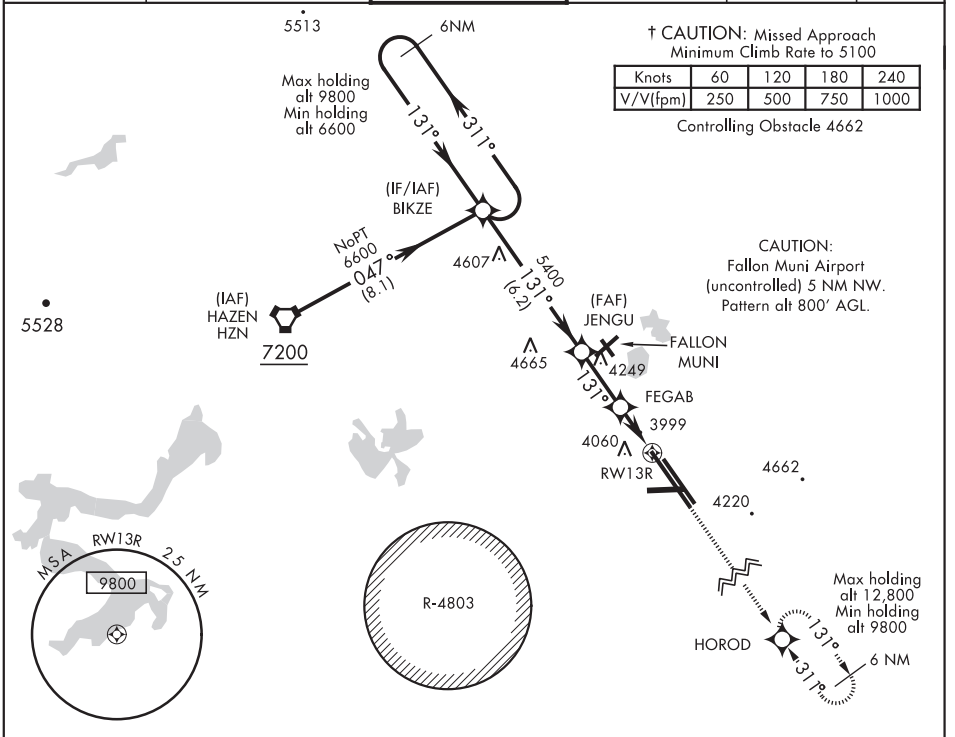 5513
6NM
† CAUTION: Missed Approach
Minimum Climb Rate to 5100
Knots 60 120 180 240
V/V(fpm) 250 500 750 1000
Controlling Obstacle 4662
Max holding
alt 9800
Min holding
alt 6600
131°
311°
(IF/IAF)
BIKZE
NoPT
6600
047°
(8.1)
4607
5400
131°
(6.2)
CAUTION:
Fallon Muni Airport
(uncontrolled) 5 NM NW.
Pattern alt 800' AGL.
(IAF)
HAZEN
HZN
7200
5528
(FAF)
JENGU
FALLON
MUNI
4665
4249
131°
FEGAB
3999
4060
RW13R
4662
4220
MSA RW13R 25 NM
9800
R-4803
Max holding
alt 12,800
Min holding
alt 9800
HOROD
131°
311°
6 NM